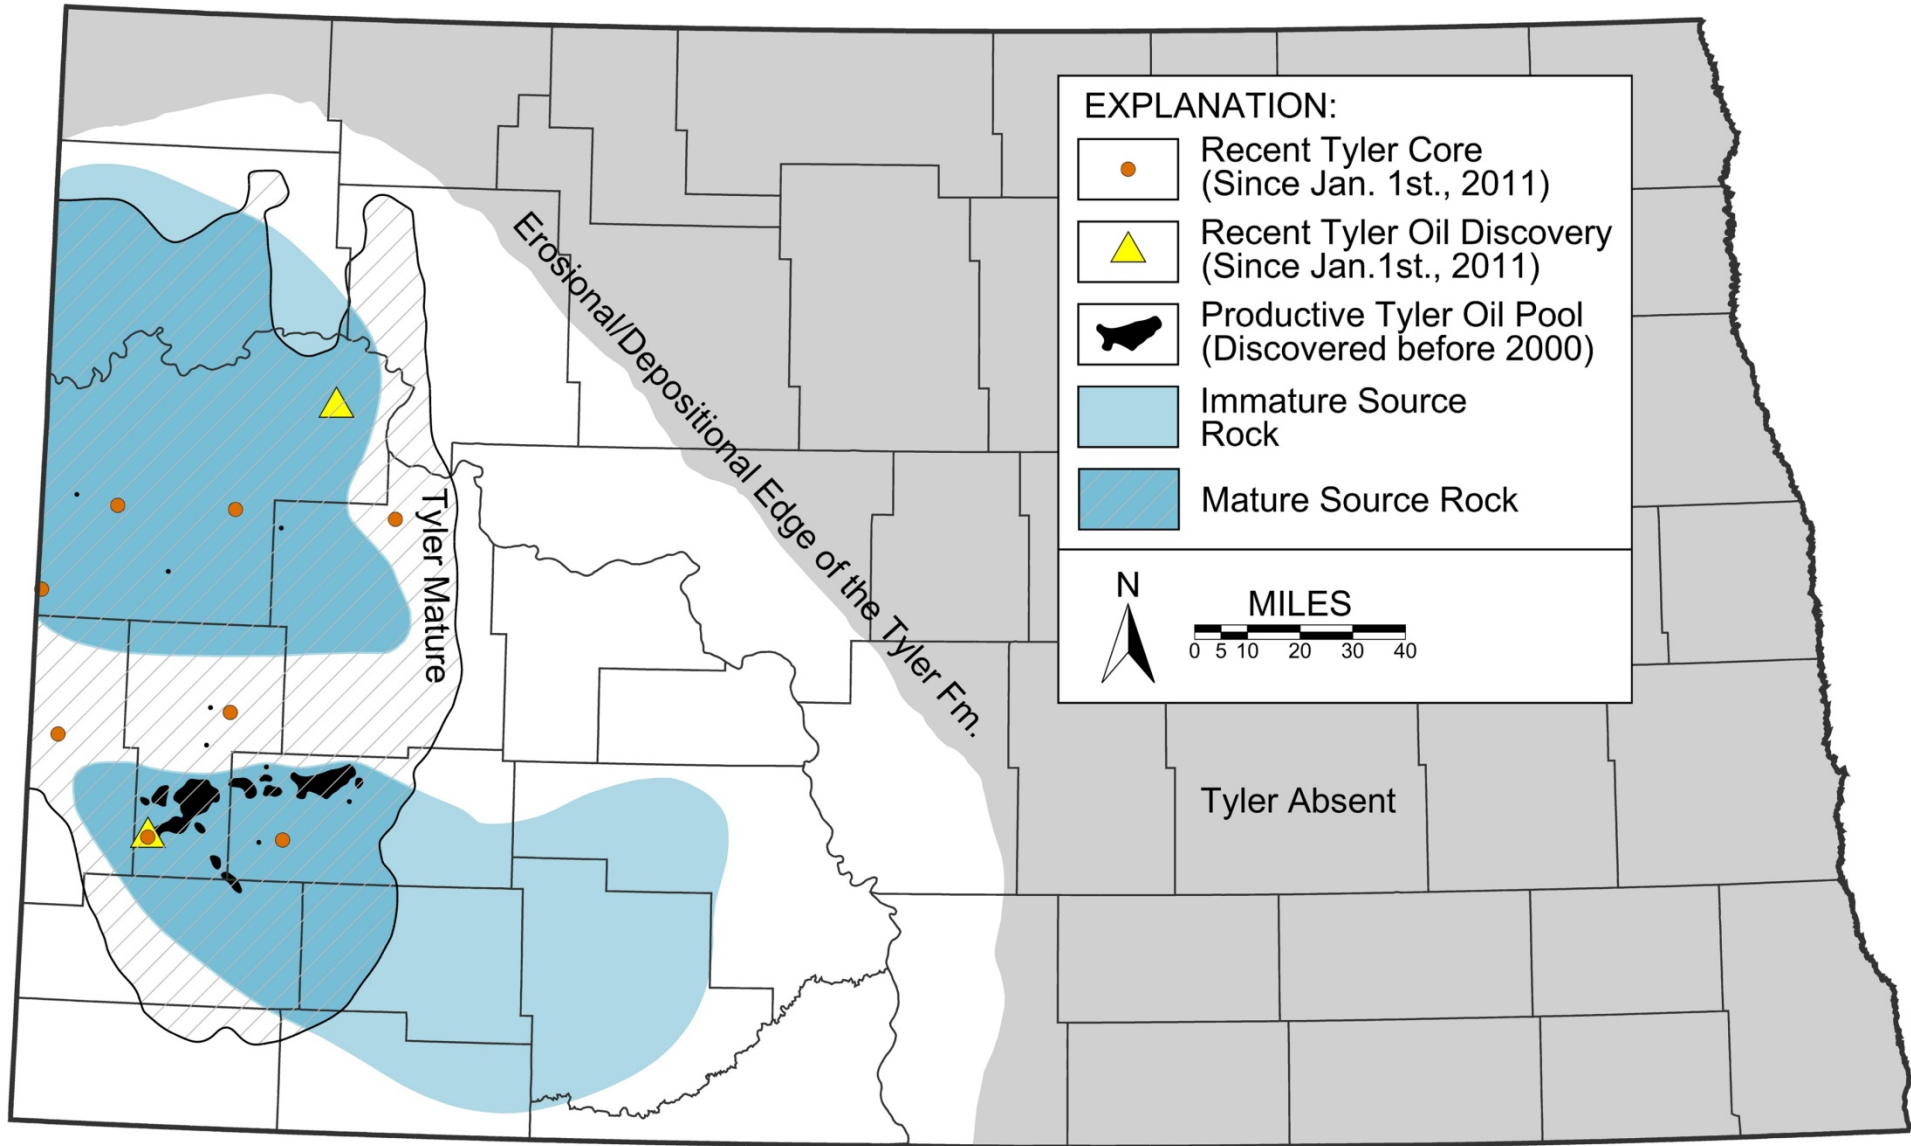 EXPLANATION:
Recent Tyler Core
(Since Jan. 1st., 2011)
Recent Tyler Oil Discovery
(Since Jan.1st., 2011)
Productive Tyler Oil Pool
(Discovered before 2000)
Immature Source
Rock
Mature Source Rock
N
MILES
0 5 10 20 30 40
Erosional/Depositional Edge of the Tyler Fm.
Tyler Mature
Tyler Absent